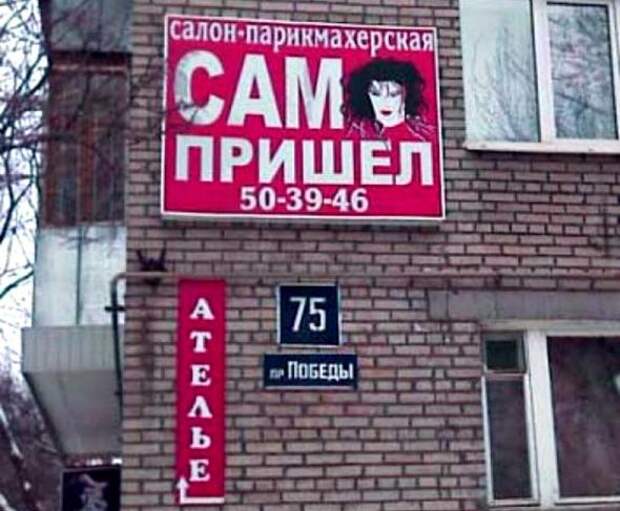 салон-парикмахерская
САМ
ПРИШЕЛ
50-39-46
75
пр ПОБЕДЫ
АТЕЛЬЕ